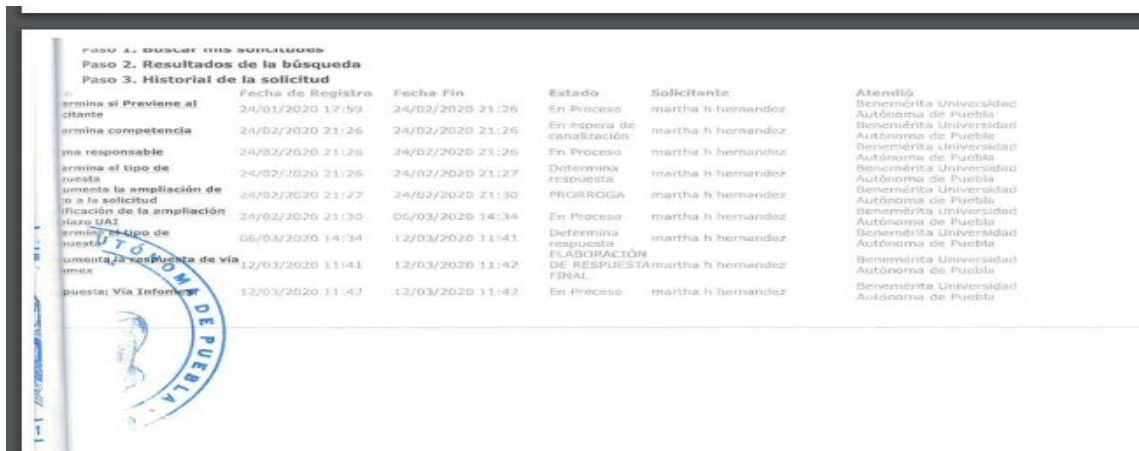 Paso 1. Buscar mis solicitudes
Paso 2. Resultados de la búsqueda
Paso 3. Historial de la solicitud
Fecha de Registro Fecha Fin Estado Solicitante Atendió
ermina si Previene al
citante 24/01/2020 17:59 24/02/2020 21:26 En Proceso martha h hernandez Benemérita Universidad
Autónoma de Puebla
ermina competencia 24/02/2020 21:26 24/02/2020 21:26 En espera de
canalización martha h hernandez Benemérita Universidad
Autónoma de Puebla
responsable 24/02/2020 21:26 24/02/2020 21:26 En Proceso martha h hernandez Benemérita Universidad
Autónoma de Puebla
ermina el tipo de
uesta 24/02/2020 21:26 24/02/2020 21:27 Determina
respuesta martha h hernandez Benemérita Universidad
Autónoma de Puebla
umenta la ampliación de
o a la solicitud 24/02/2020 21:27 24/02/2020 21:30 PRORROGA martha h hernandez Benemérita Universidad
Autónoma de Puebla
ificación de la ampliación
plazo UAI 24/02/2020 21:30 06/03/2020 14:34 En Proceso martha h hernandez Benemérita Universidad
Autónoma de Puebla
ermina el tipo de
uesta 06/03/2020 14:34 12/03/2020 11:41 Determina
respuesta martha h hernandez Benemérita Universidad
Autónoma de Puebla
umenta la respuesta de vía
omex 12/03/2020 11:41 12/03/2020 11:42 ELABORACIÓN
DE RESPUESTA
FINAL martha h hernandez Benemérita Universidad
Autónoma de Puebla
puesta: Vía Infomex 12/03/2020 11:42 12/03/2020 11:42 En Proceso martha h hernandez Benemérita Universidad
Autónoma de Puebla
UTÓNOMA DE PUEBLA